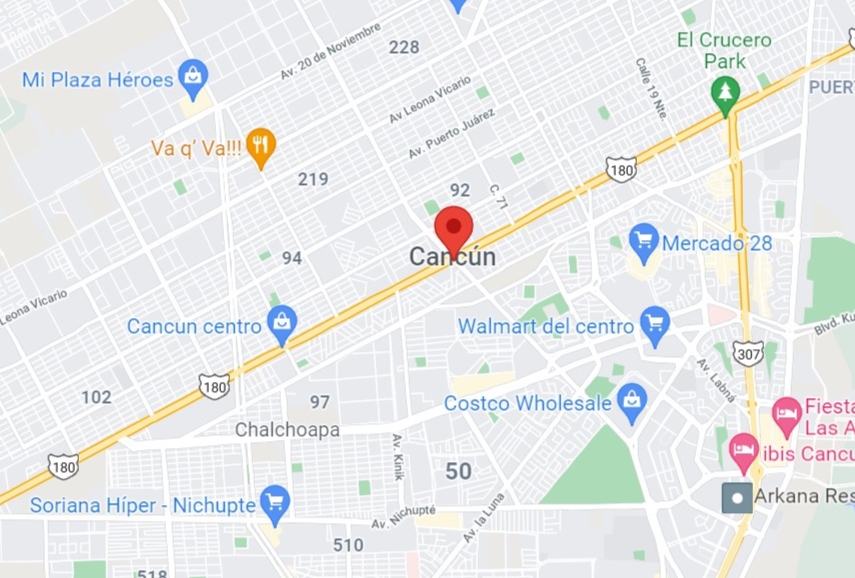 228
Av. 20 de Noviembre
El Crucero
Park
Mi Plaza Héroes
Calle 19 Nte.
Av Leona Vicario
PUER
Av. Puerto Juárez
Va q' Va!!!
180
219
92
C. 71
Mercado 28
94
Cancún
Leona Vicario
Cancun centro
Walmart del centro
Blvd. Ku
307
180
Av. Labná
102
97
Costco Wholesale
Fiesta
Las A
Chalchoapa
Av. Kinik
ibis Cancu
180
50
Arkana Res
Soriana Híper - Nichupte
Av. Nichupté
Av. la Luna
510
518